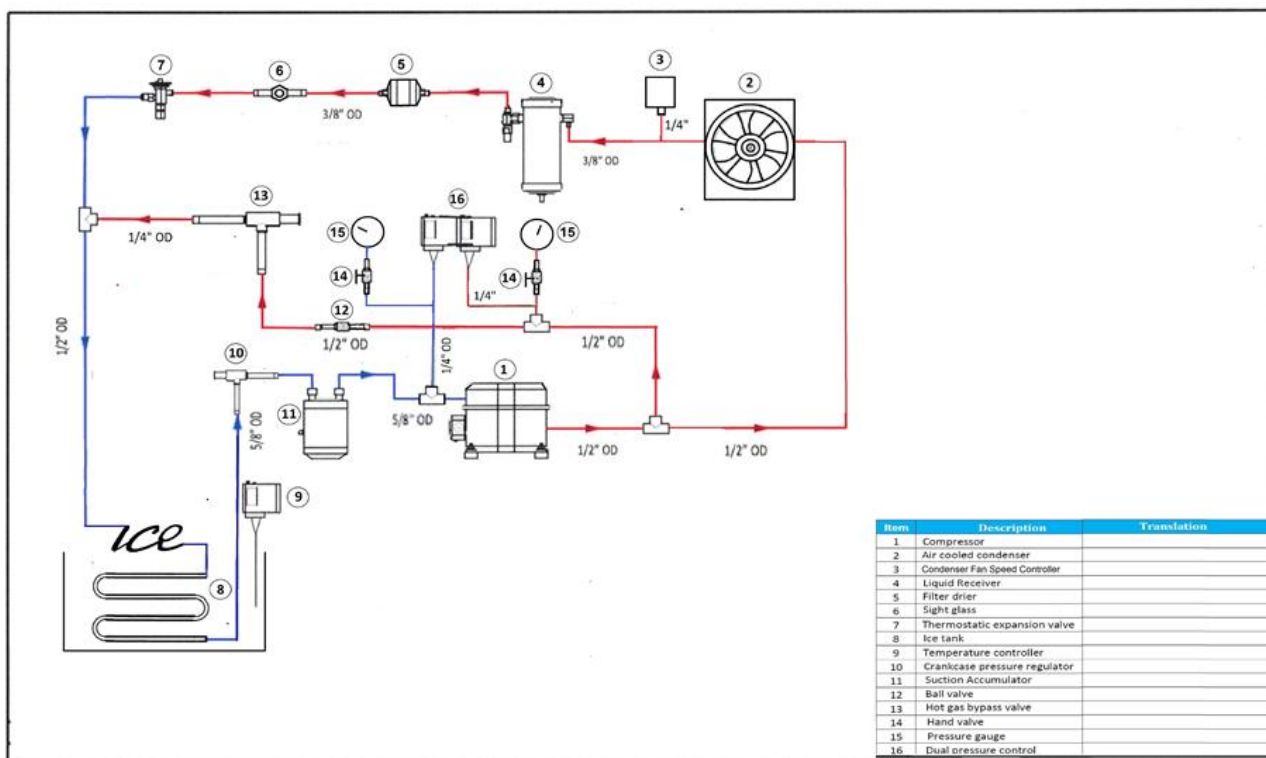 7
6
5
4
3
2
3/8" OD
1/4"
3/8" OD
13
16
15
15
1/4" OD
14
14
1/4"
12
1/2" OD
1/2" OD
1/2" OD
10
1/4" OD
1
11
5/8" OD
5/8" OD
1/2" OD
1/2" OD
9
ice
8
Item Description Translation
1 Compressor
2 Air cooled condenser
3 Condenser Fan Speed Controller
4 Liquid Receiver
5 Filter drier
6 Sight glass
7 Thermostatic expansion valve
8 Ice tank
9 Temperature controller
10 Crankcase pressure regulator
11 Suction Accumulator
12 Ball valve
13 Hot gas bypass valve
14 Hand valve
15 Pressure gauge
16 Dual pressure control